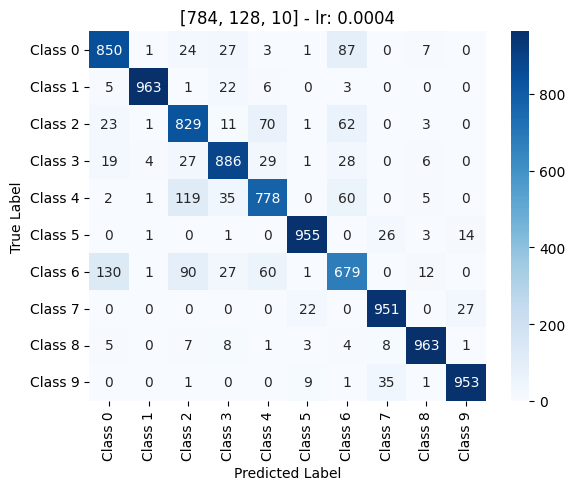 [784, 128, 10] - lr: 0.0004
Class 0 850 1 24 27 3 1 87 0 7 0
Class 1 5 963 1 22 6 0 3 0 0 0
Class 2 23 1 829 11 70 1 62 0 3 0
Class 3 19 4 27 886 29 1 28 0 6 0
Class 4 2 1 119 35 778 0 60 0 5 0
Class 5 0 1 0 1 0 955 0 26 3 14
Class 6 130 1 90 27 60 1 679 0 12 0
Class 7 0 0 0 0 0 22 0 951 0 27
Class 8 5 0 7 8 1 3 4 8 963 1
Class 9 0 0 1 0 0 9 1 35 1 953
Class 0 Class 1 Class 2 Class 3 Class 4 Class 5 Class 6 Class 7 Class 8 Class 9
Predicted Label
True Label
800
600
400
200
0